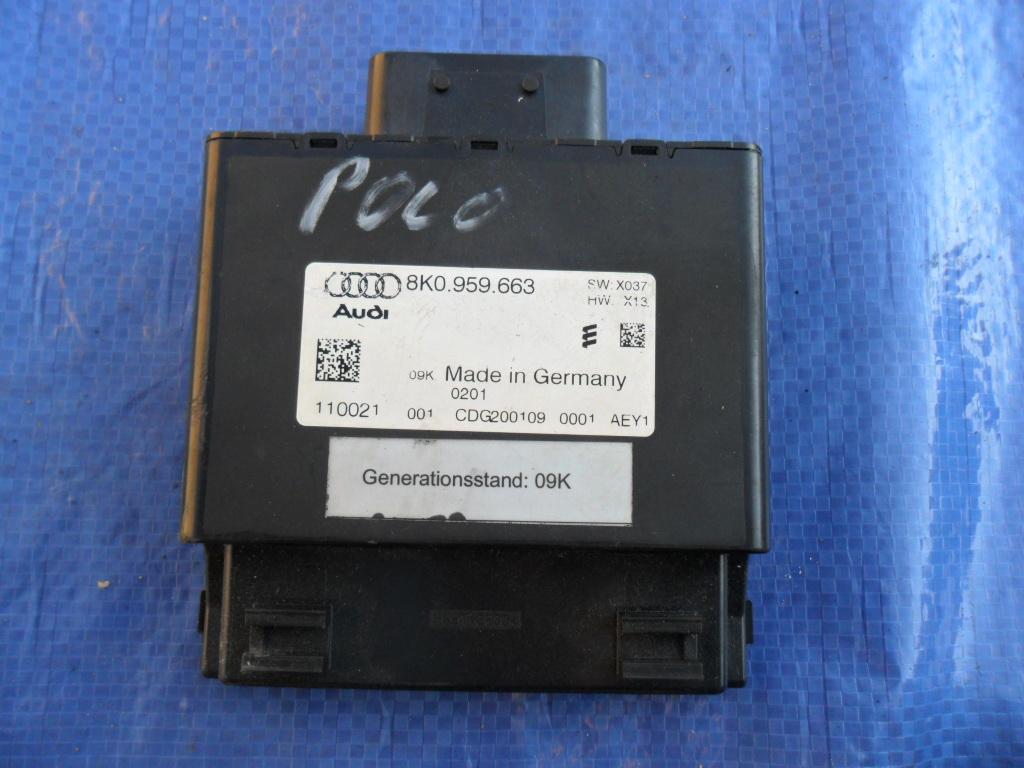 POLO
8K0.959.663
SW: X037
HW. X13
Audi
09K Made in Germany
0201
110021 001 CDG200109 0001 AEY1
Generationsstand: 09K